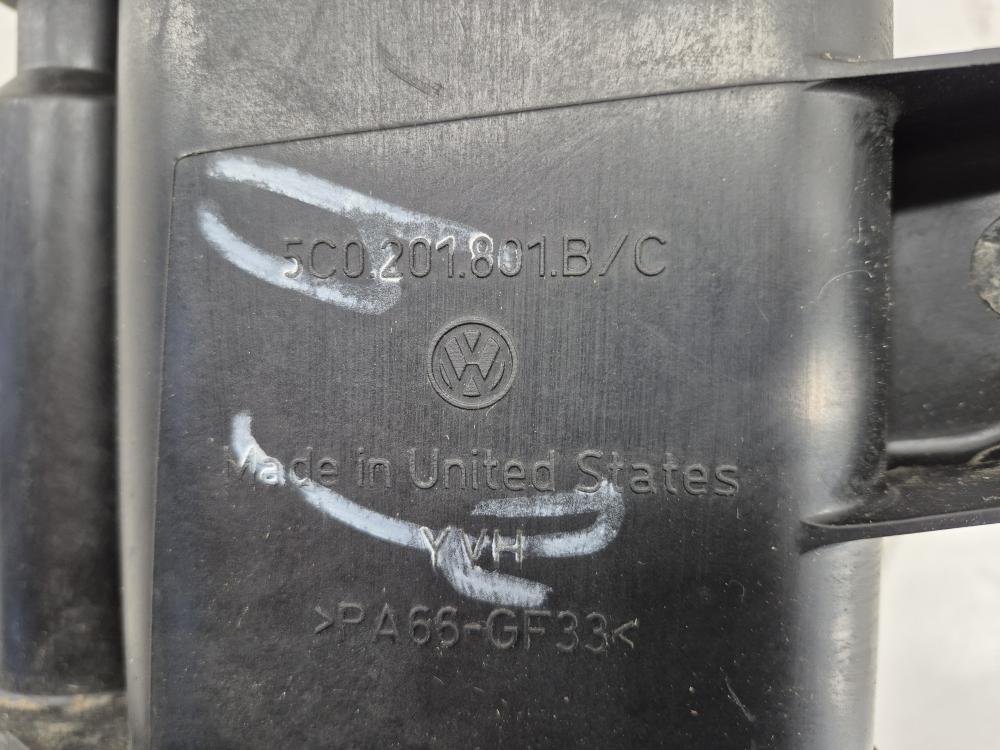 5C0.201.801.B/C
Made in United States
YVH
>PA66-GF33<